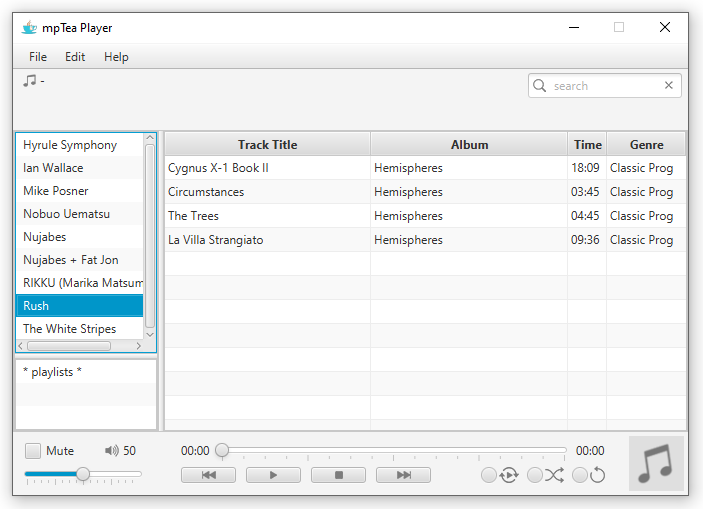 mpTea Player
File Edit Help
-
search
Hyrule Symphony
Ian Wallace
Mike Posner
Nobuo Uematsu
Nujabes
Nujabes + Fat Jon
RIKKU (Marika Matsum
Rush
The White Stripes
* playlists *
Track Title Album Time Genre
Cygnus X-1 Book II Hemispheres 18:09 Classic Prog
Circumstances Hemispheres 03:45 Classic Prog
The Trees Hemispheres 04:45 Classic Prog
La Villa Strangiato Hemispheres 09:36 Classic Prog
Mute 50 00:00 00:00